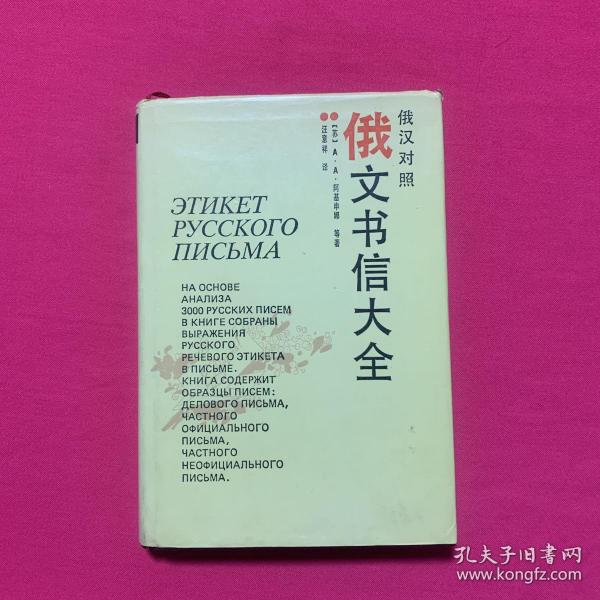 俄汉对照
俄文书信大全
【苏】A·A·阿基申娜 等著
汪意祥 译
ЭТИКЕТ
РУССКОГО
ПИСЬМА
НА ОСНОВЕ
АНАЛИЗА
3000 РУССКИХ ПИСЕМ
В КНИГЕ СОБРАНЫ
ВЫРАЖЕНИЯ
РУССКОГО
РЕЧЕВОГО ЭТИКЕТА
В ПИСЬМЕ.
КНИГА СОДЕРЖИТ
ОБРАЗЦЫ ПИСЕМ:
ДЕЛОВОГО ПИСЬМА,
ЧАСТНОГО
ОФИЦИАЛЬНОГО
ПИСЬМА,
ЧАСТНОГО
НЕОФИЦИАЛЬНОГО
ПИСЬМА.
孔夫子旧书网
www.kongfz.com